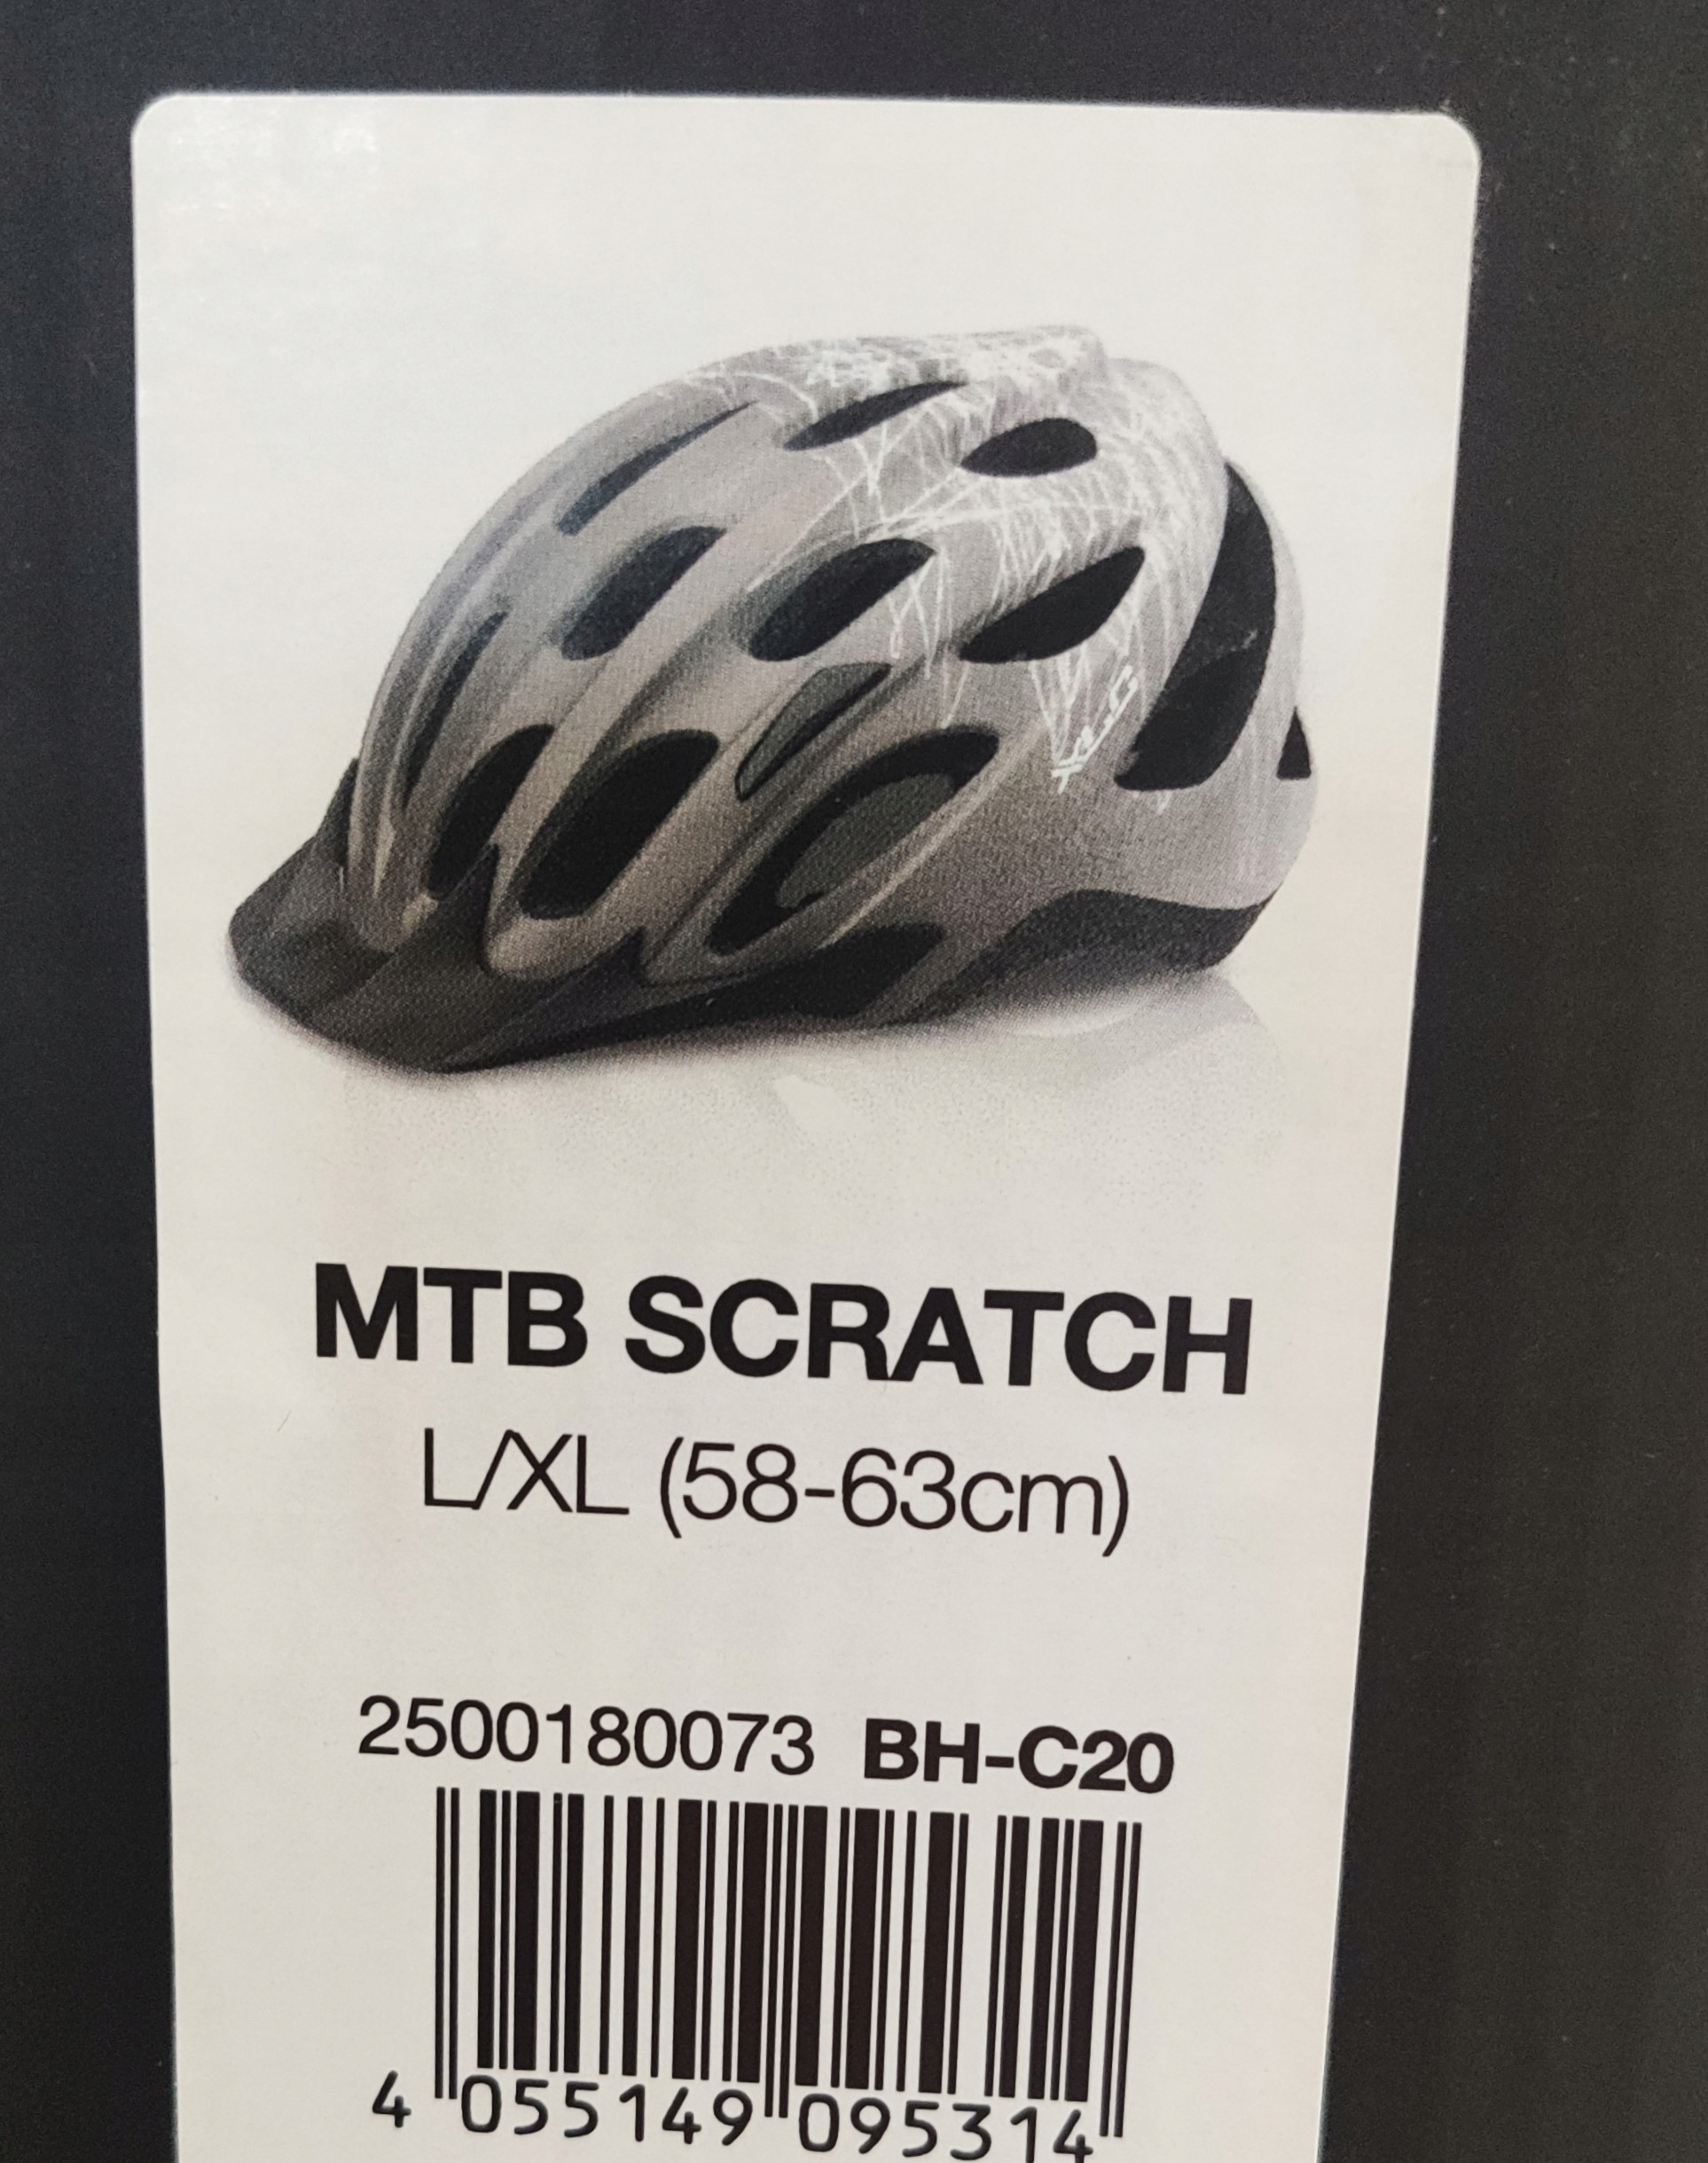 MTB SCRATCH
L/XL (58-63cm)
2500180073 BH-C20
4 055149 095314